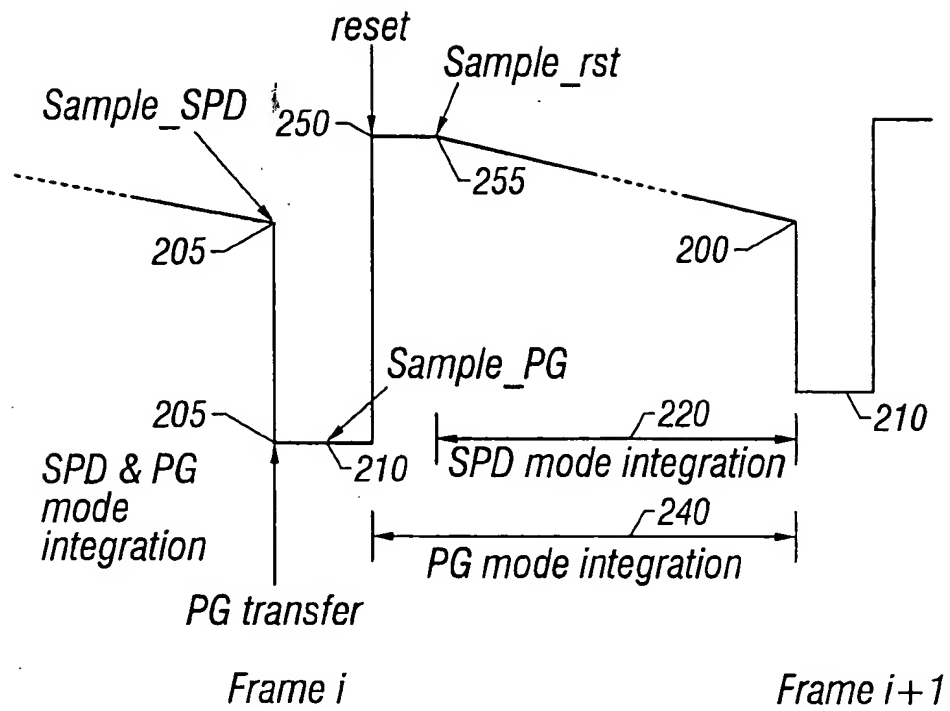 reset
Sample_rst
Sample_SPD
250
255
205
200
Sample_PG
205
210
220
210
SPD & PG
mode
integration
SPD mode integration
240
PG mode integration
PG transfer
Frame i
Frame i+1